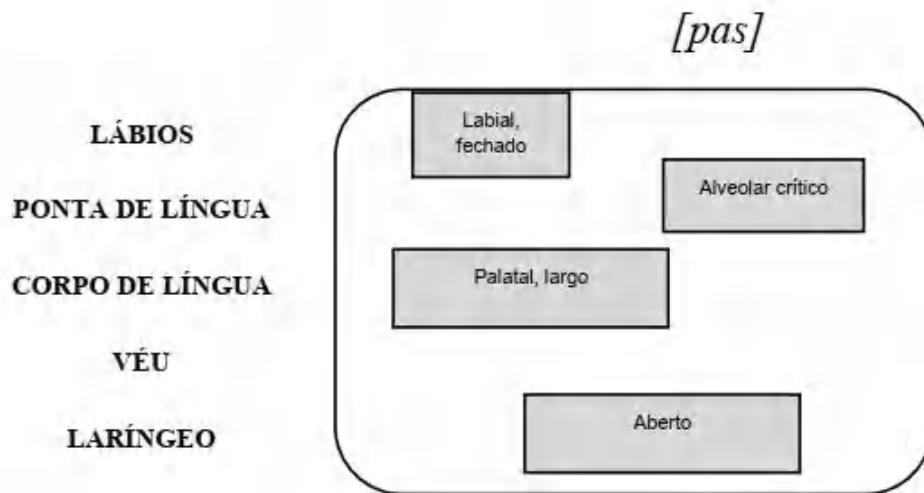 [pas]
LÁBIOS
Labial,
fechado
PONTA DE LÍNGUA
Alveolar crítico
CORPO DE LÍNGUA
Palatal, largo
VÉU
LARÍNGEO
Aberto